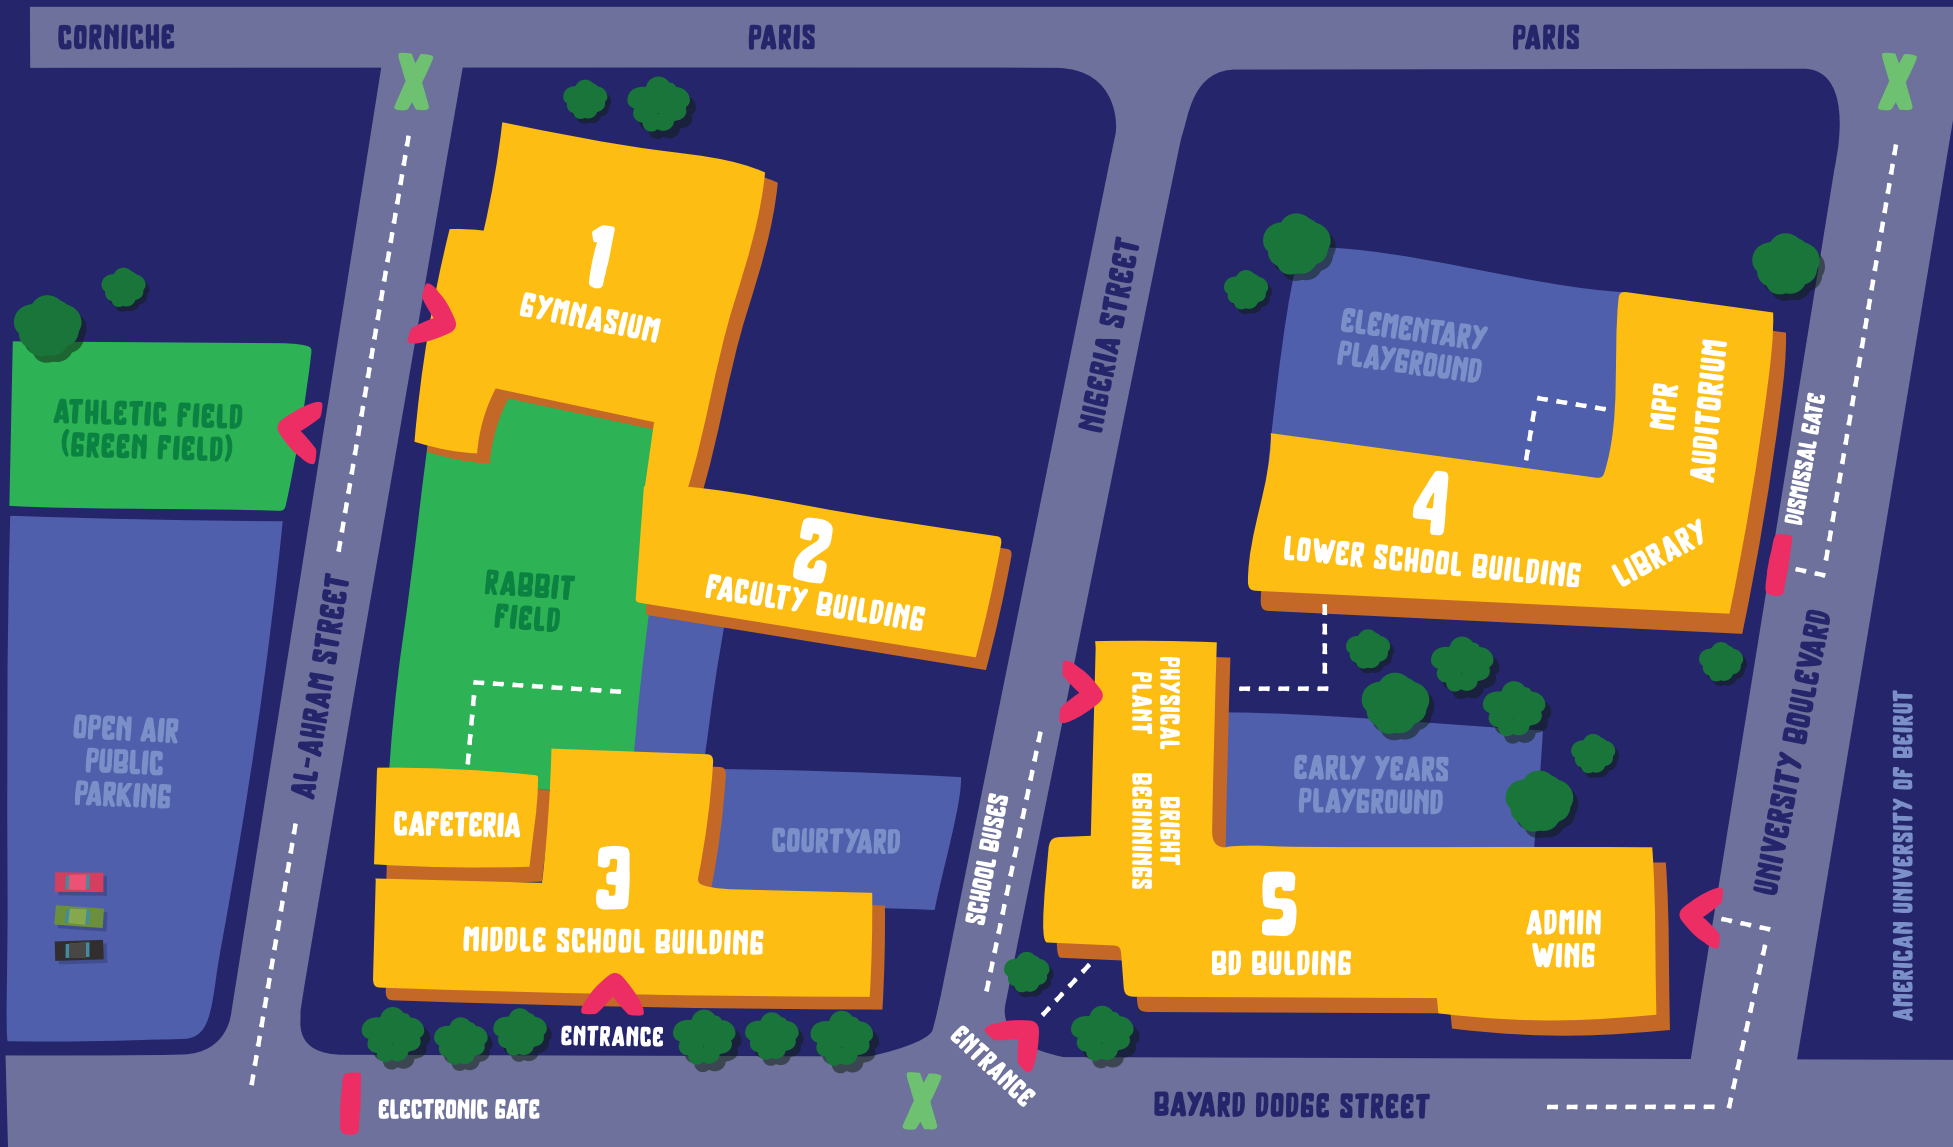 CORNICHE
PARIS
PARIS
X
X
1
GYMNASIUM
ATHLETIC FIELD
(GREEN FIELD)
RABBIT
FIELD
2
FACULTY BUILDING
NIGERIA STREET
ELEMENTARY
PLAYGROUND
MPR
AUDITORIUM
4
LOWER SCHOOL BUILDING
LIBRARY
DISMISSAL GATE
OPEN AIR
PUBLIC
PARKING
AL-AHRAM STREET
CAFETERIA
3
MIDDLE SCHOOL BUILDING
COURTYARD
ENTRANCE
SCHOOL BUSES
PHYSICAL
PLANT
BRIGHT
BEGINNINGS
EARLY YEARS
PLAYGROUND
5
BD BULDING
ADMIN
WING
UNIVERSITY BOULEVARD
AMERICAN UNIVERSITY OF BEIRUT
ENTRANCE
ELECTRONIC GATE
X
BAYARD DODGE STREET